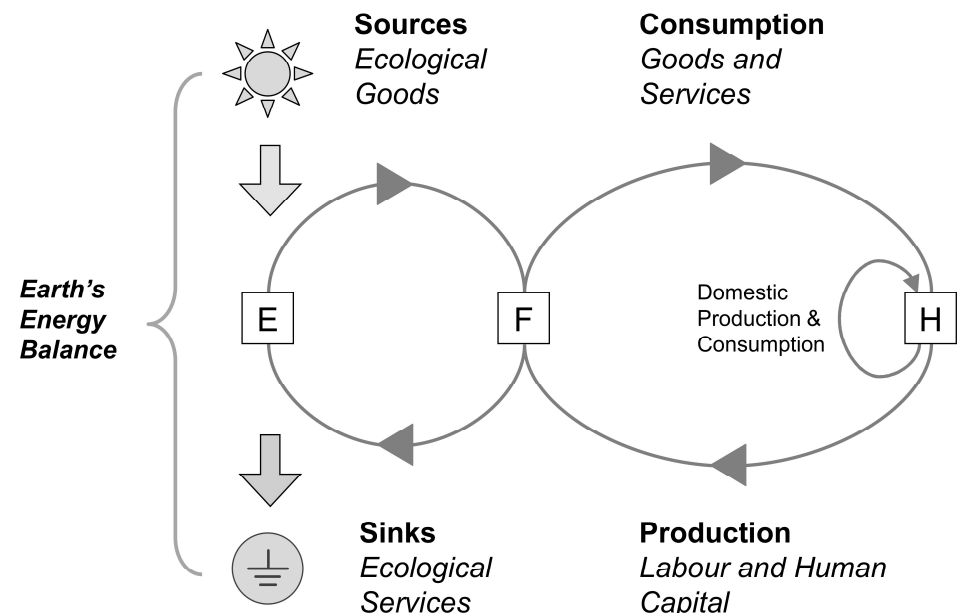 Sources
Ecological
Goods
Consumption
Goods and
Services
Earth's
Energy
Balance
E
F
Domestic
Production &
Consumption
H
Sinks
Ecological
Services
Production
Labour and Human
Capital